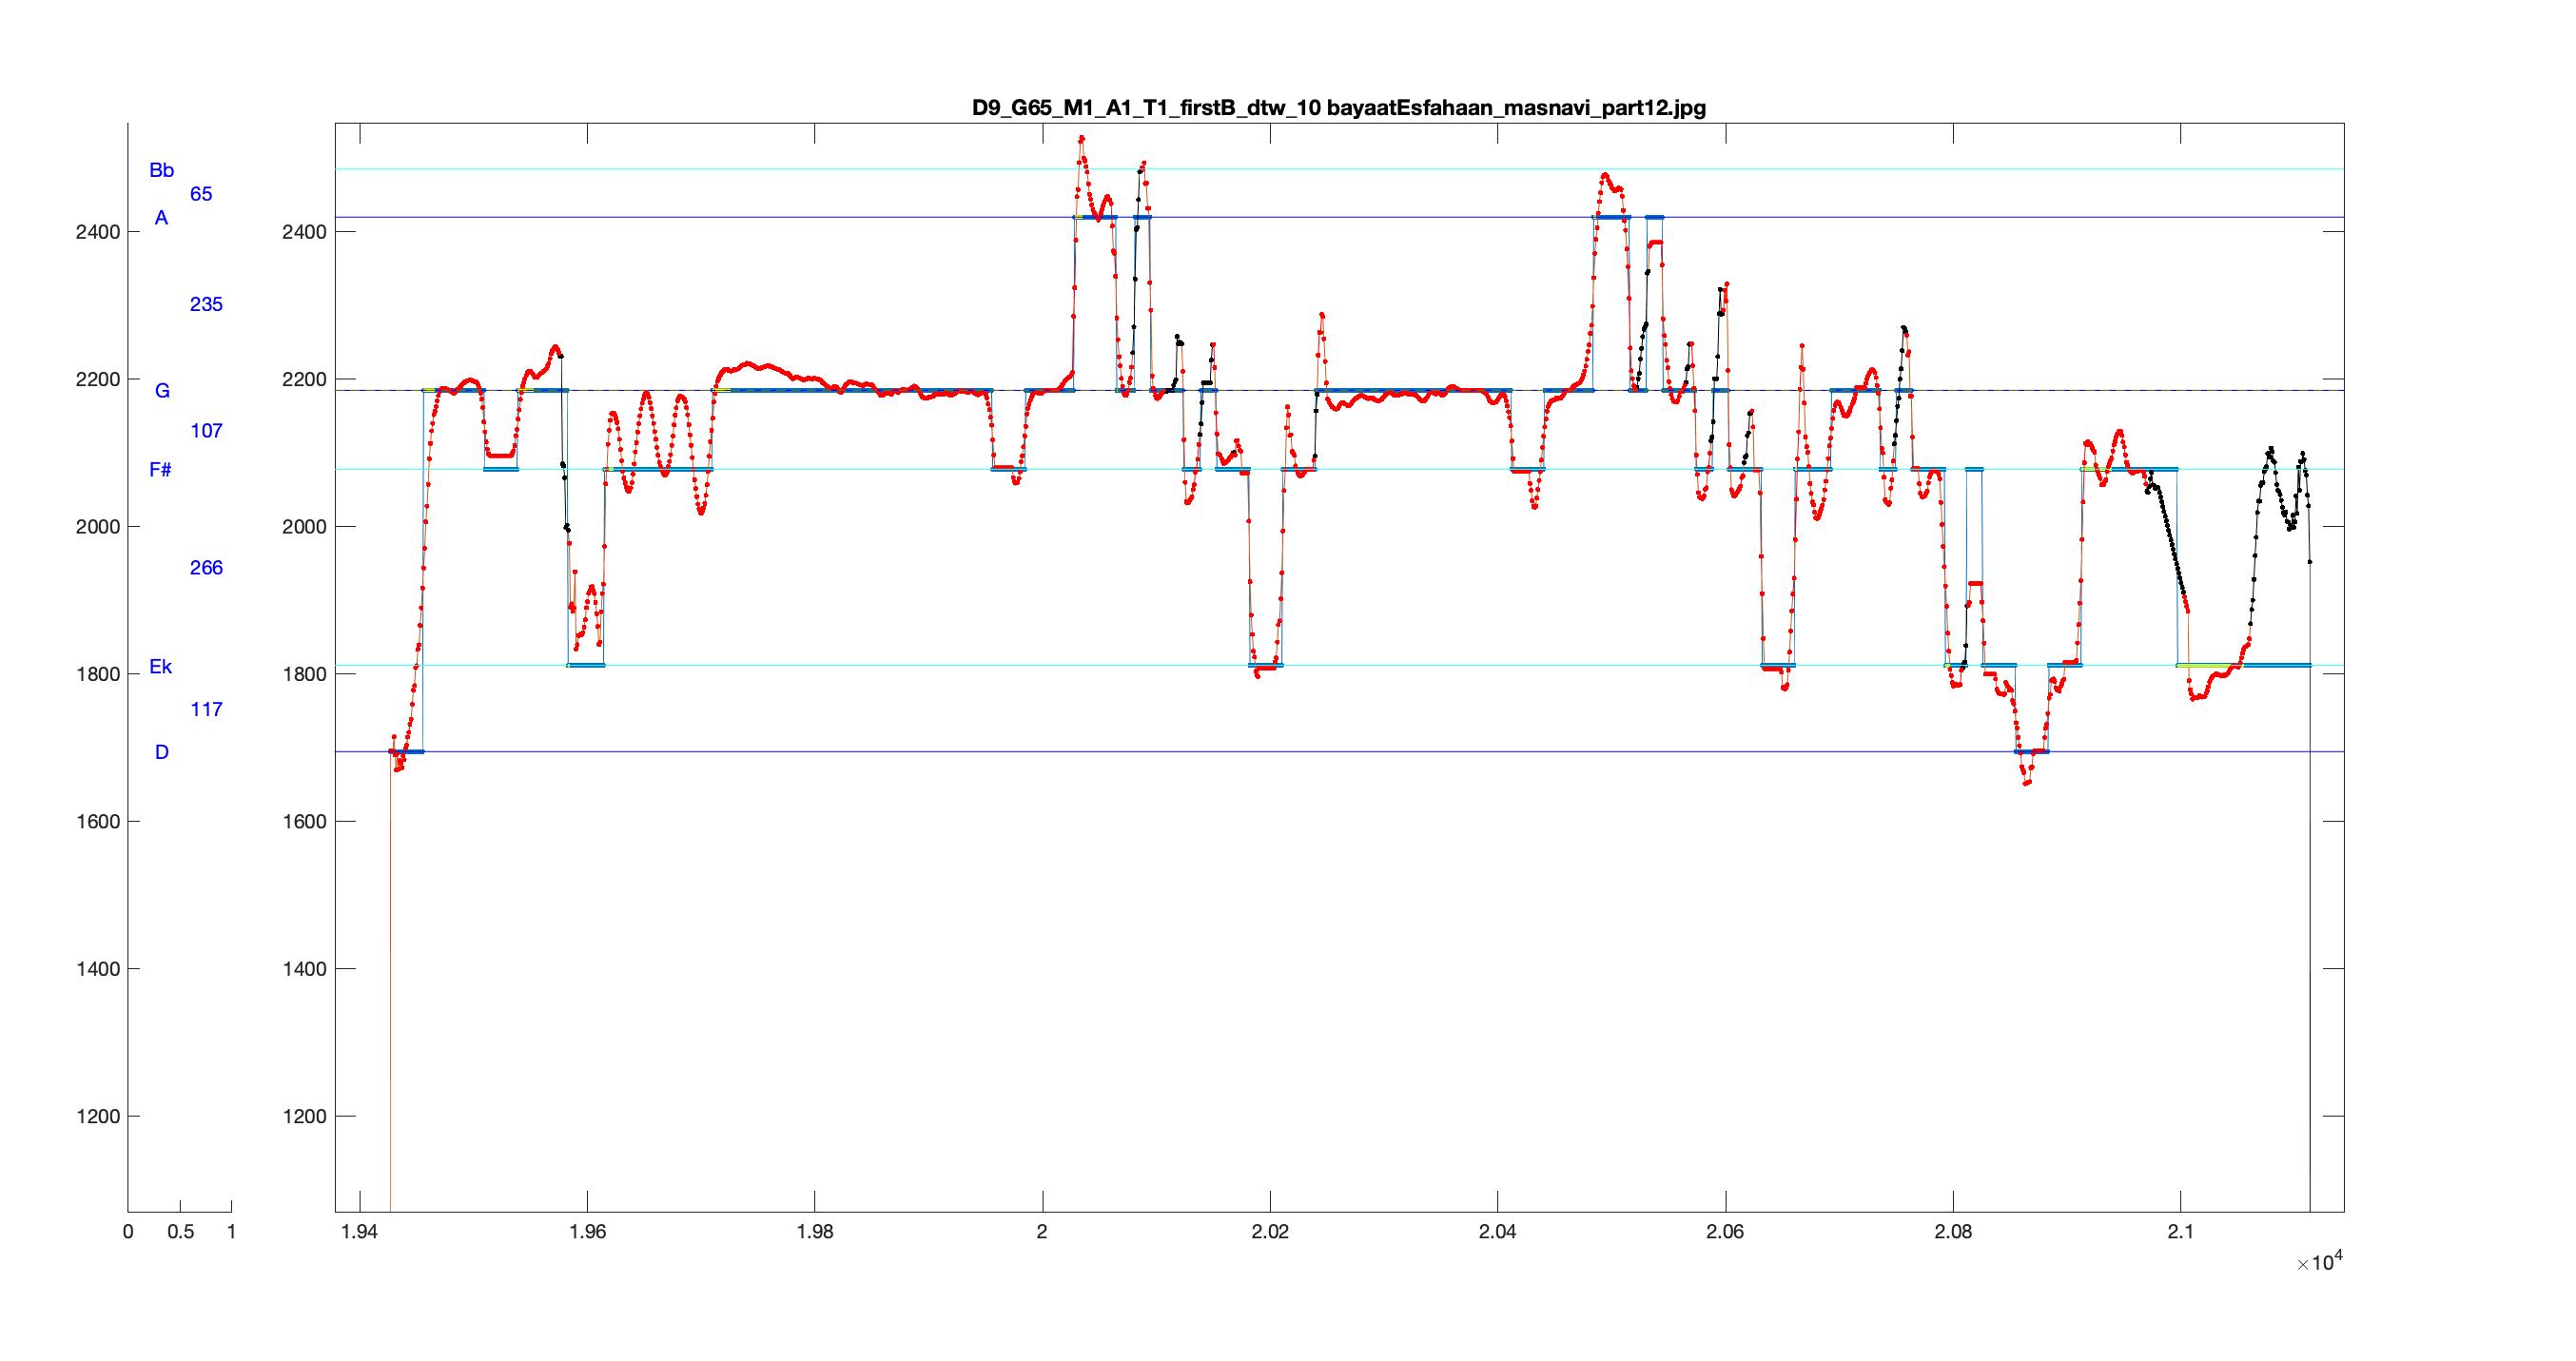 D9_G65_M1_A1_T1_firstB_dtw_10 bayaatEsfahaan_masnavi_part12.jpg
Bb
65
A
2400
2400
235
G
2200
2200
107
F#
2000
2000
266
Ek
1800
1800
117
D
1600
1600
1400
1400
1200
1200
0 0.5 1
1.94 1.96 1.98 2 2.02 2.04 2.06 2.08 2.1
×10⁴